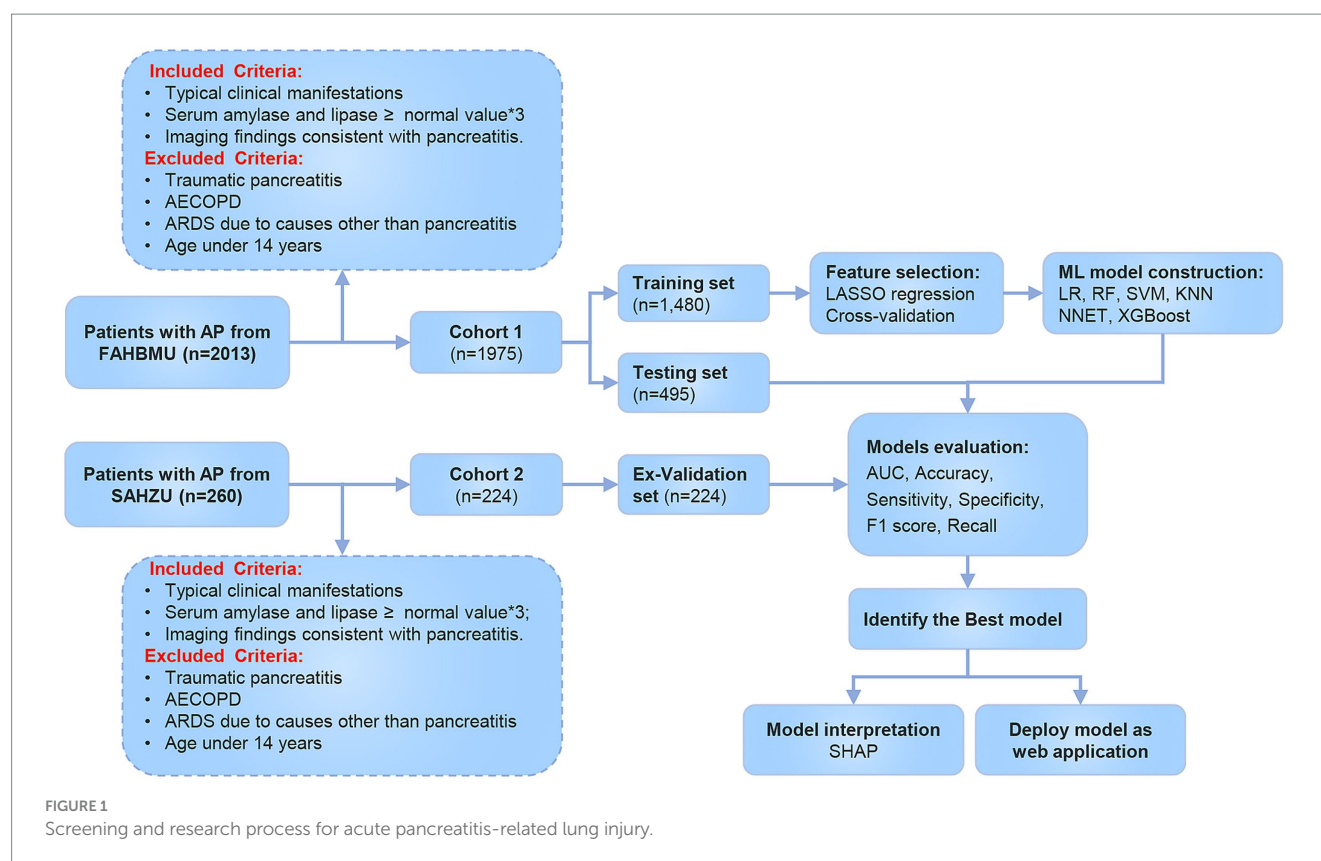 Included Criteria:
• Typical clinical manifestations
• Serum amylase and lipase ≥ normal value*3
• Imaging findings consistent with pancreatitis.
Excluded Criteria:
• Traumatic pancreatitis
• AECOPD
• ARDS due to causes other than pancreatitis
• Age under 14 years
Patients with AP from
FAHBMU (n=2013)
Cohort 1
(n=1975)
Training set
(n=1,480)
Feature selection:
LASSO regression
Cross-validation
ML model construction:
LR, RF, SVM, KNN
NNET, XGBoost
Testing set
(n=495)
Patients with AP from
SAHZU (n=260)
Cohort 2
(n=224)
Ex-Validation
set (n=224)
Models evaluation:
AUC, Accuracy,
Sensitivity, Specificity,
F1 score, Recall
Included Criteria:
• Typical clinical manifestations
• Serum amylase and lipase ≥ normal value*3;
• Imaging findings consistent with pancreatitis.
Excluded Criteria:
• Traumatic pancreatitis
• AECOPD
• ARDS due to causes other than pancreatitis
• Age under 14 years
Identify the Best model
Model interpretation
SHAP
Deploy model as
web application
FIGURE 1
Screening and research process for acute pancreatitis-related lung injury.